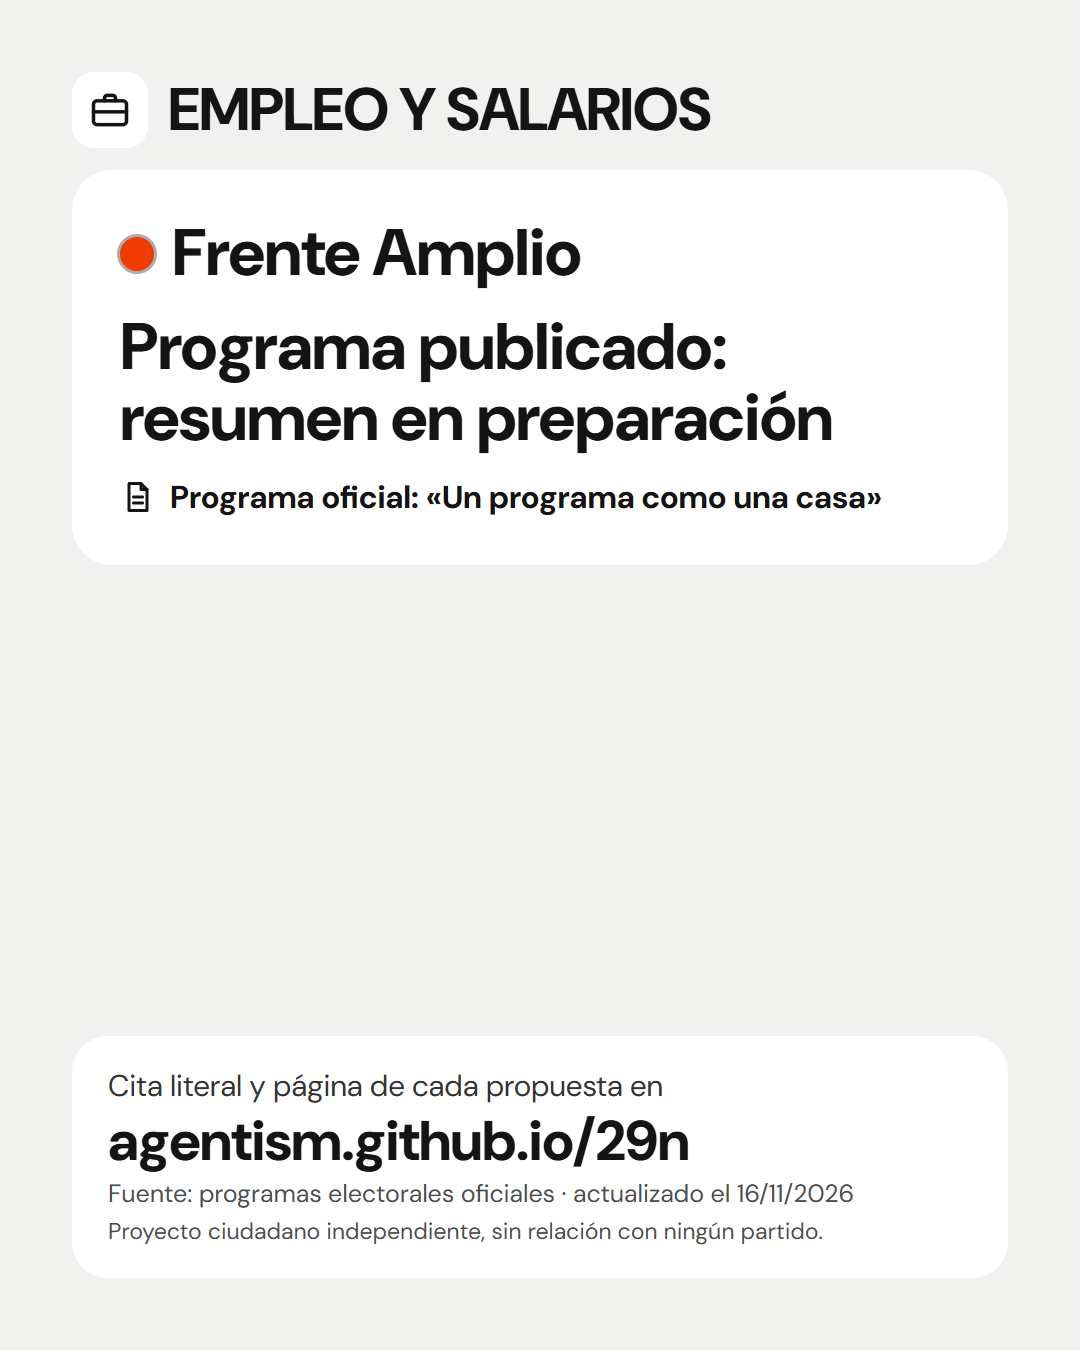 EMPLEO Y SALARIOS
Frente Amplio
Programa publicado:
resumen en preparación
Programa oficial: «Un programa como una casa»
Cita literal y página de cada propuesta en
agentism.github.io/29n
Fuente: programas electorales oficiales · actualizado el 16/11/2026
Proyecto ciudadano independiente, sin relación con ningún partido.